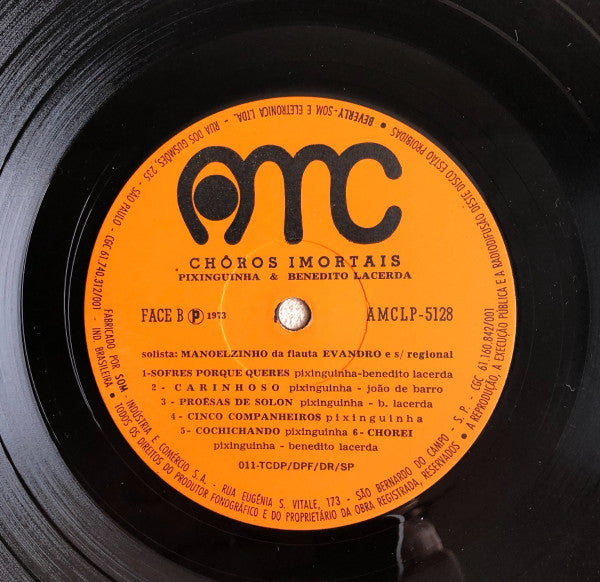 AMC
CHÔROS IMORTAIS
PIXINGUINHA & BENEDITO LACERDA
FACE B Ⓟ 1973
AMCLP-5128
solista: MANOELZINHO da flauta EVANDRO e s/ regional
1-SOFRES PORQUE QUERES pixinguinha-benedito lacerda
2 - CARINHOSO pixinguinha - joão de barro
3 - PROÊSAS DE SOLON pixinguinha - b. lacerda
4 - CINCO COMPANHEIROS pixinguinha
5 - COCHICHANDO pixinguinha 6-CHOREI
pixinguinha - benedito lacerda
011-TCDP/DPF/DR/SP
FABRICADO POR SOM INDÚSTRIA E COMÉRCIO S.A. - RUA EUGÊNIA S. VITALE, 173 - SÃO BERNARDO DO CAMPO - S.P. - CGC 61.160.842/001
IND. BRASILEIRA • TODOS OS DIREITOS DO PRODUTOR FONOGRÁFICO E DO PROPRIETÁRIO DA OBRA REGISTRADA, RESERVADOS • A REPRODUÇÃO, A EXECUÇÃO PÚBLICA E A RADIODIFUSÃO DESTE DISCO ESTÃO PROIBIDAS •
BEVERLY-SOM E ELETRONICA LTDA. - RUA DOS GUSMÕES, 235 - SÃO PAULO - CGC 61.740.312/001 -